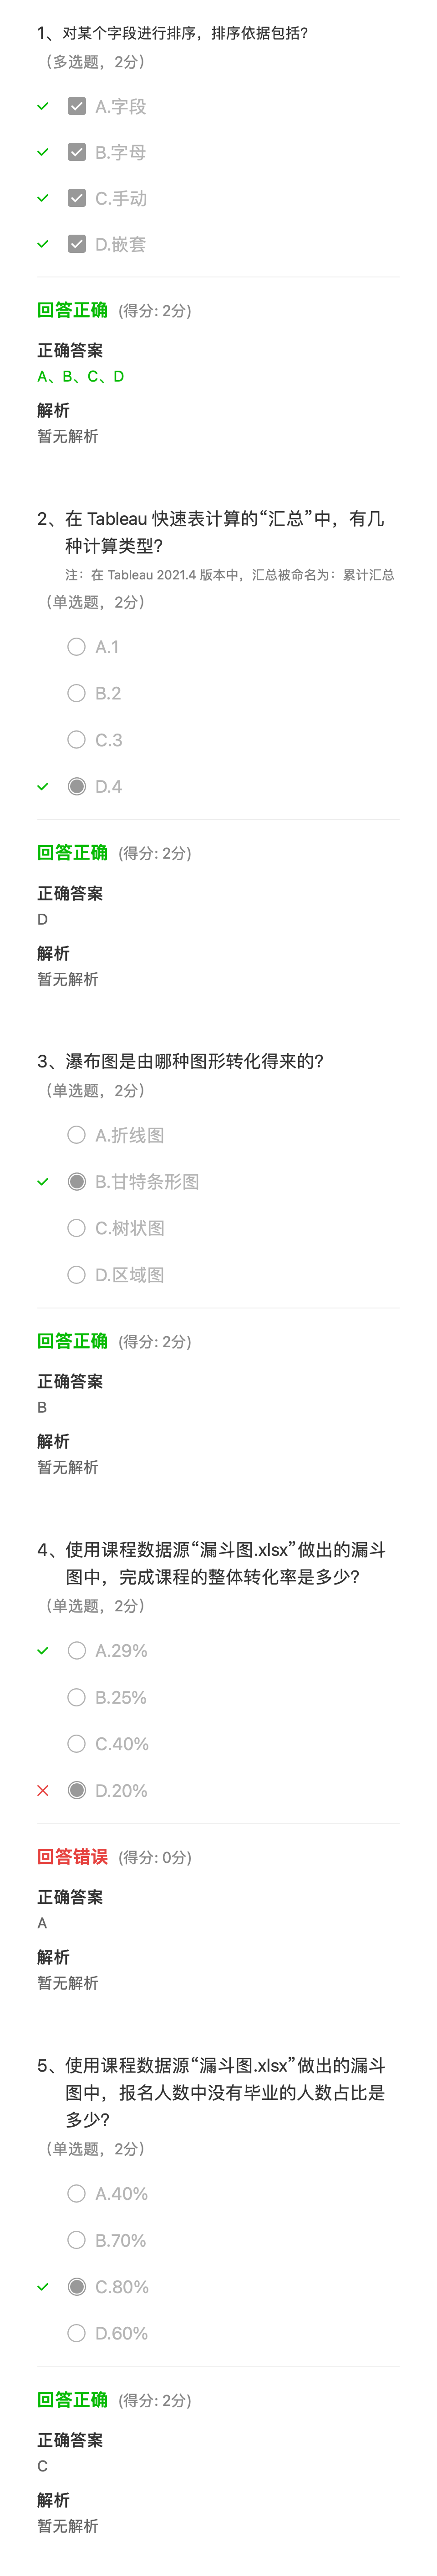 1、对某个字段进行排序，排序依据包括?
（多选题，2分）
A.字段
B.字母
C.手动
D.嵌套
回答正确 (得分: 2分)
正确答案
A、B、C、D
解析
暂无解析
2、在 Tableau 快速表计算的“汇总”中，有几
种计算类型?
注：在 Tableau 2021.4 版本中，汇总被命名为：累计汇总
（单选题，2分）
A.1
B.2
C.3
D.4
回答正确 (得分: 2分)
正确答案
D
解析
暂无解析
3、瀑布图是由哪种图形转化得来的?
（单选题，2分）
A.折线图
B.甘特条形图
C.树状图
D.区域图
回答正确 (得分: 2分)
正确答案
B
解析
暂无解析
4、使用课程数据源“漏斗图.xlsx”做出的漏斗
图中，完成课程的整体转化率是多少?
（单选题，2分）
A.29%
B.25%
C.40%
D.20%
回答错误 (得分: 0分)
正确答案
A
解析
暂无解析
5、使用课程数据源“漏斗图.xlsx”做出的漏斗
图中，报名人数中没有毕业的人数占比是
多少?
（单选题，2分）
A.40%
B.70%
C.80%
D.60%
回答正确 (得分: 2分)
正确答案
C
解析
暂无解析